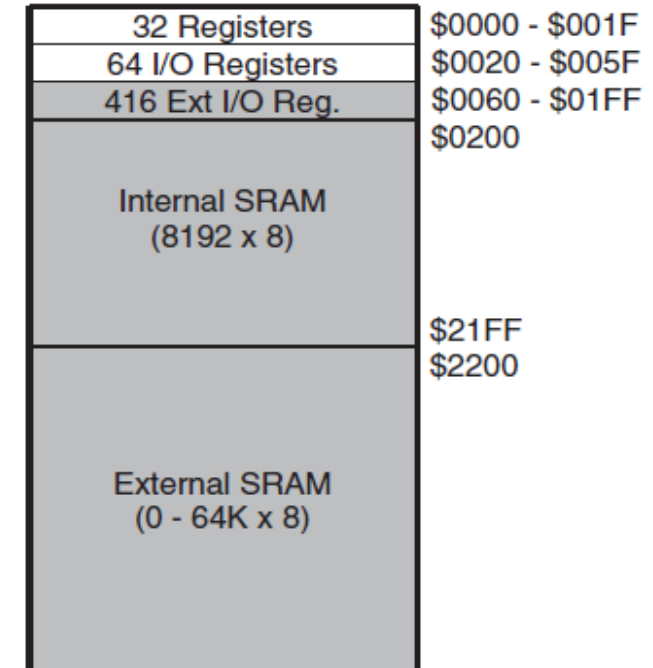 32 Registers $0000 - $001F
64 I/O Registers $0020 - $005F
416 Ext I/O Reg. $0060 - $01FF
$0200
Internal SRAM
(8192 x 8)
$21FF
$2200
External SRAM
(0 - 64K x 8)